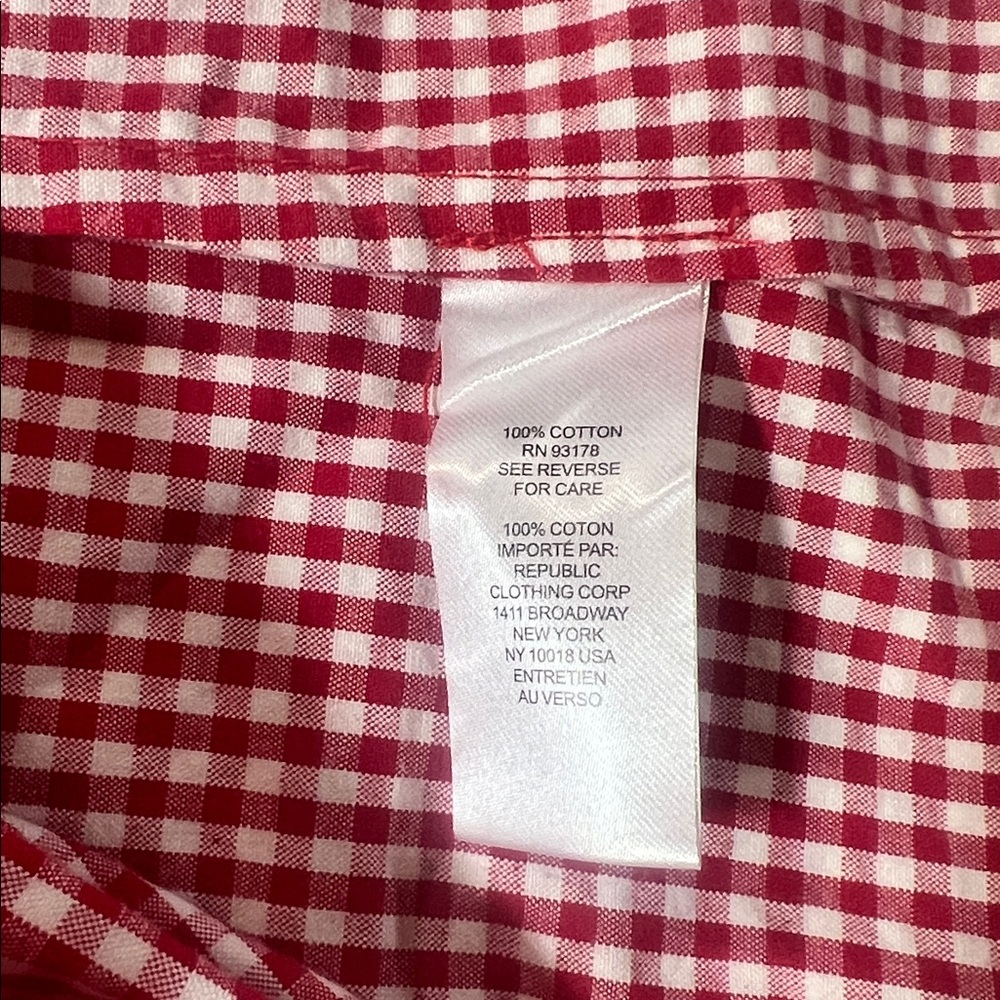 100% COTTON
RN 93178
SEE REVERSE
FOR CARE
100% COTON
IMPORTÉ PAR:
REPUBLIC
CLOTHING CORP
1411 BROADWAY
NEW YORK
NY 10018 USA
ENTRETIEN
AU VERSO